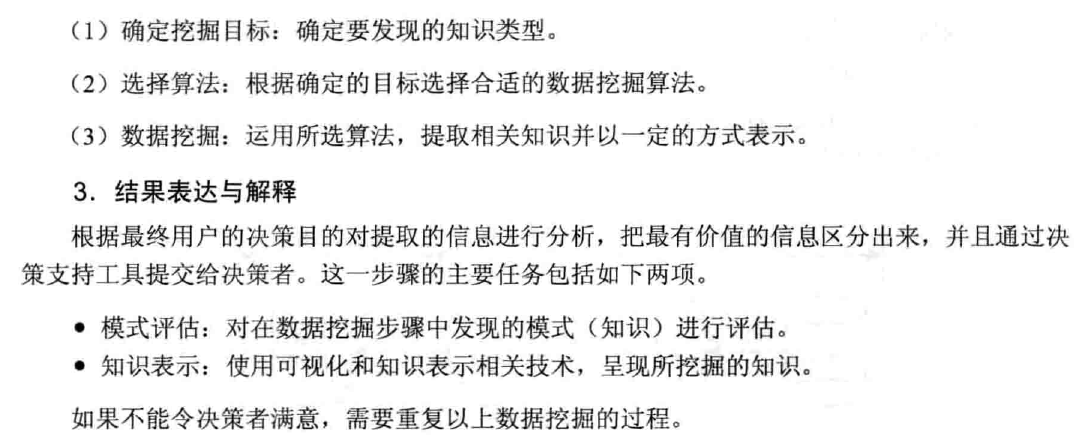 （1）确定挖掘目标：确定要发现的知识类型。
（2）选择算法：根据确定的目标选择合适的数据挖掘算法。
（3）数据挖掘：运用所选算法，提取相关知识并以一定的方式表示。
3．结果表达与解释
根据最终用户的决策目的对提取的信息进行分析，把最有价值的信息区分出来，并且通过决
策支持工具提交给决策者。这一步骤的主要任务包括如下两项。
● 模式评估：对在数据挖掘步骤中发现的模式（知识）进行评估。
● 知识表示：使用可视化和知识表示相关技术，呈现所挖掘的知识。
如果不能令决策者满意，需要重复以上数据挖掘的过程。